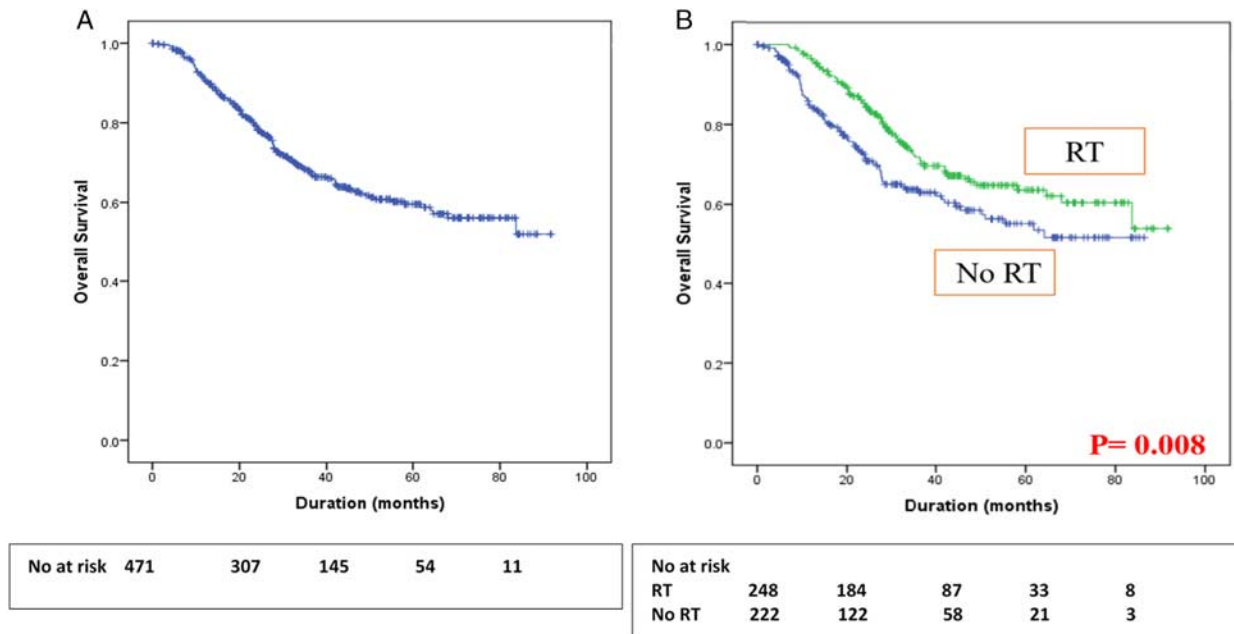 A
1.0
0.8
0.6
0.4
0.2
0.0
Overall Survival
0 20 40 60 80 100
Duration (months)
No at risk 471 307 145 54 11
B
1.0
0.8
0.6
0.4
0.2
0.0
Overall Survival
RT
No RT
P= 0.008
0 20 40 60 80 100
Duration (months)
No at risk
RT 248 184 87 33 8
No RT 222 122 58 21 3